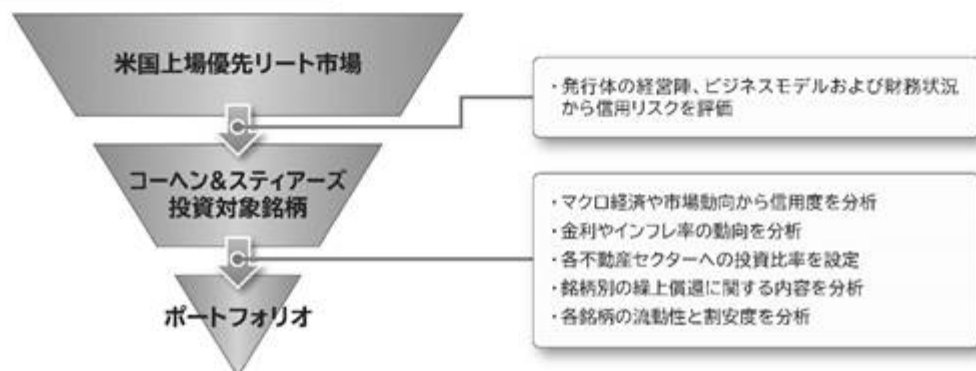 米国上場優先リート市場
・発行体の経営陣、ビジネスモデルおよび財務状況
から信用リスクを評価
コーヘン&スティアーズ
投資対象銘柄
・マクロ経済や市場動向から信用度を分析
・金利やインフレ率の動向を分析
・各不動産セクターへの投資比率を設定
・銘柄別の繰上償還に関する内容を分析
・各銘柄の流動性と割安度を分析
ポートフォリオ